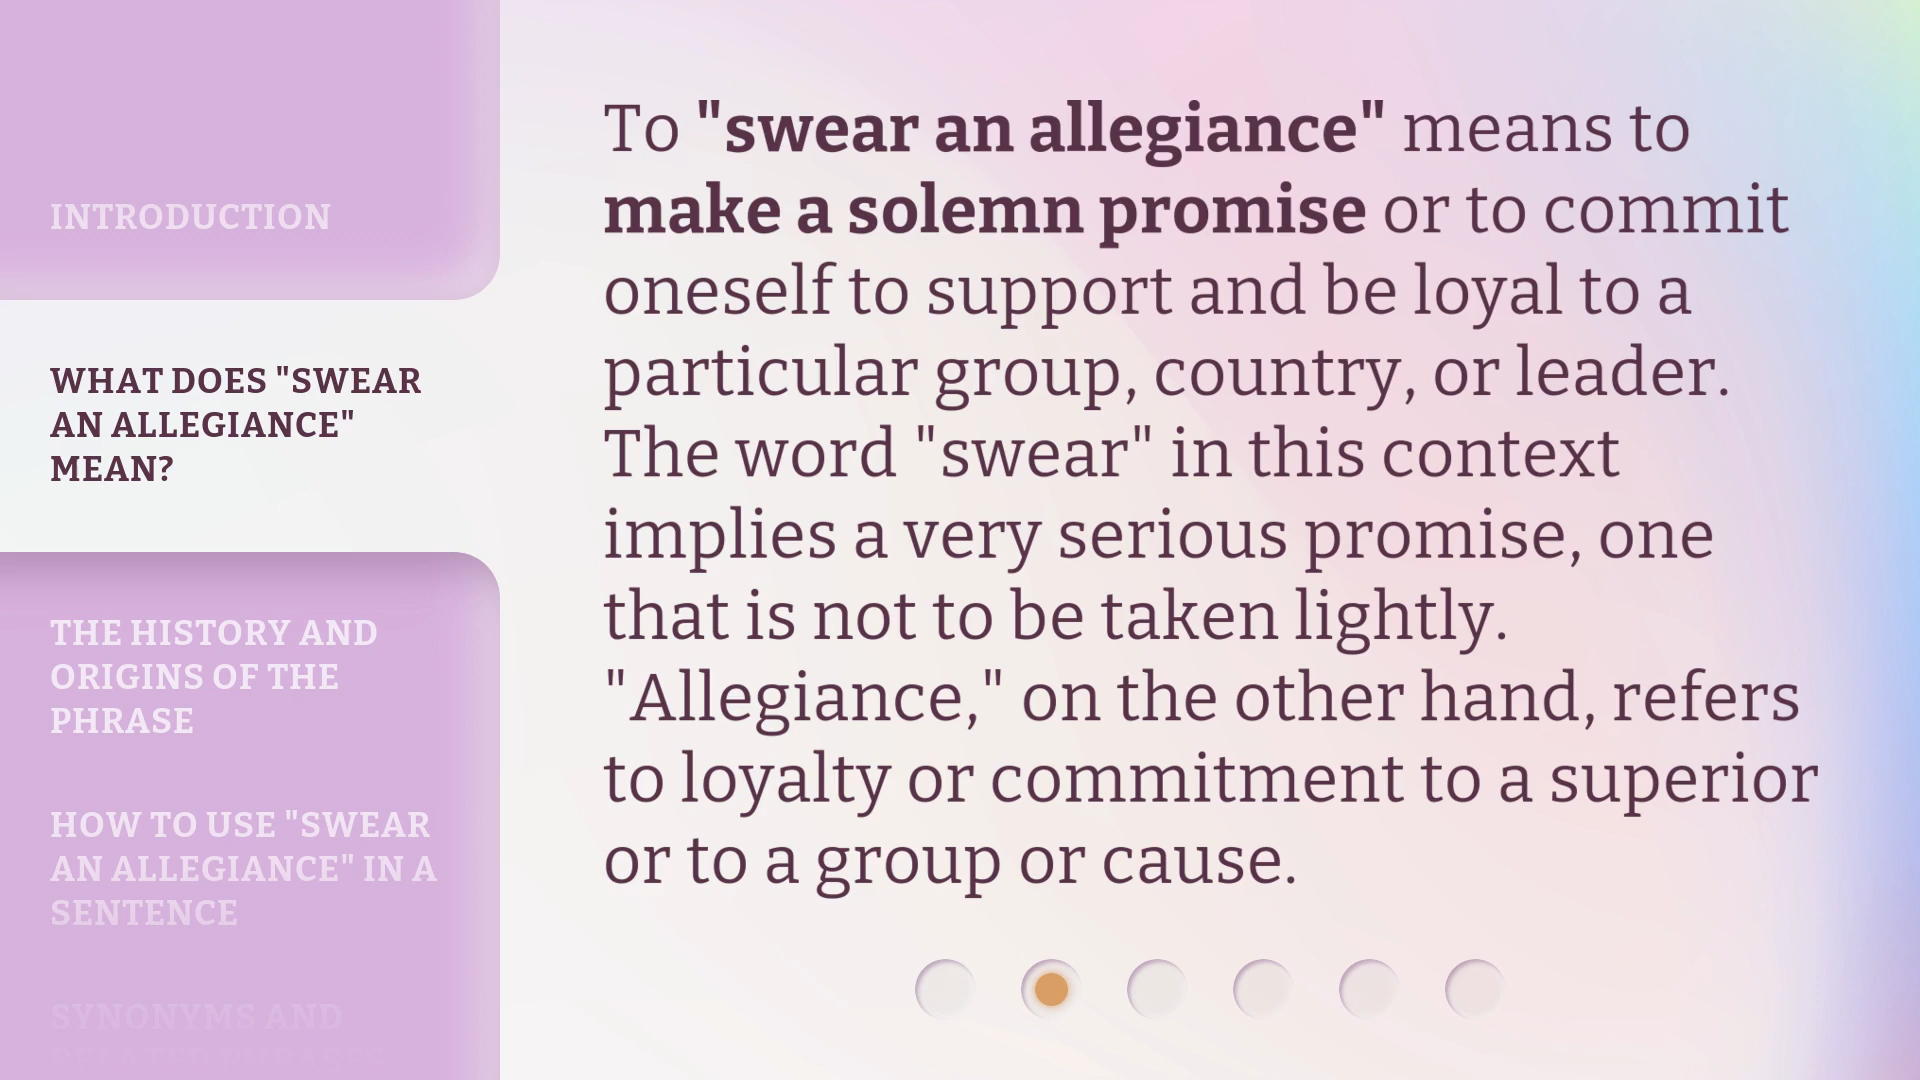 INTRODUCTION
WHAT DOES "SWEAR
AN ALLEGIANCE"
MEAN?
THE HISTORY AND
ORIGINS OF THE
PHRASE
HOW TO USE "SWEAR
AN ALLEGIANCE" IN A
SENTENCE
SYNONYMS AND
RELATED PHRASES
To "swear an allegiance" means to
make a solemn promise or to commit
oneself to support and be loyal to a
particular group, country, or leader.
The word "swear" in this context
implies a very serious promise, one
that is not to be taken lightly.
"Allegiance," on the other hand, refers
to loyalty or commitment to a superior
or to a group or cause.